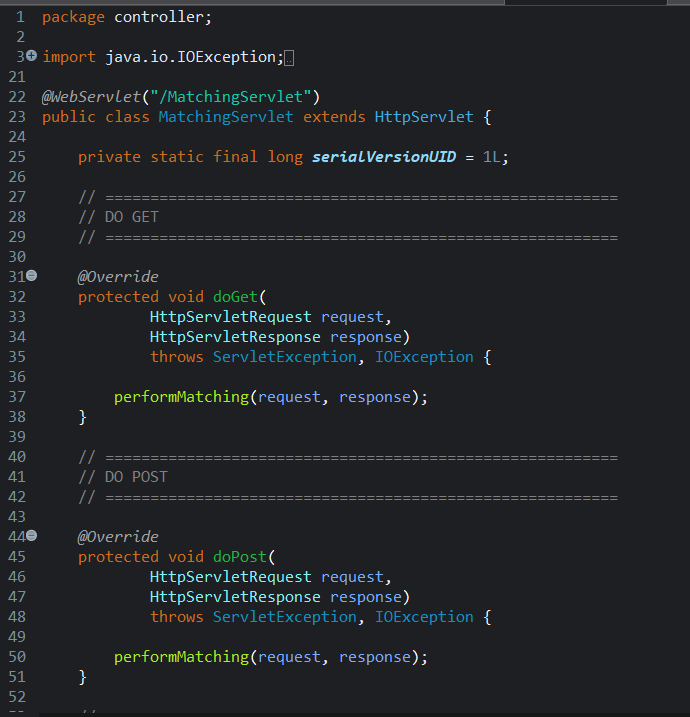 1 package controller;
2
3 import java.io.IOException;
21
22 @WebServlet("/MatchingServlet")
23 public class MatchingServlet extends HttpServlet {
24
25     private static final long serialVersionUID = 1L;
26
27     // =========================================================
28     // DO GET
29     // =========================================================
30
31     @Override
32     protected void doGet(
33             HttpServletRequest request,
34             HttpServletResponse response)
35             throws ServletException, IOException {
36
37         performMatching(request, response);
38     }
39
40     // =========================================================
41     // DO POST
42     // =========================================================
43
44     @Override
45     protected void doPost(
46             HttpServletRequest request,
47             HttpServletResponse response)
48             throws ServletException, IOException {
49
50         performMatching(request, response);
51     }
52